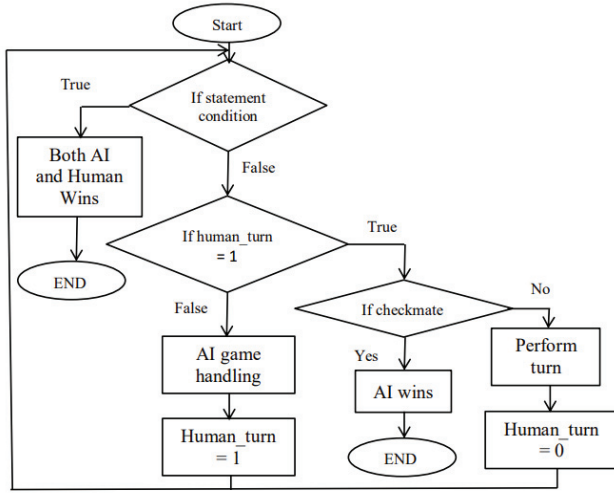 Start
True
If statement
condition
Both AI
and Human
Wins
False
END
If human_turn
= 1
True
False
If checkmate
No
AI game
handling
Yes
Perform
turn
AI wins
Human_turn
= 1
Human_turn
= 0
END